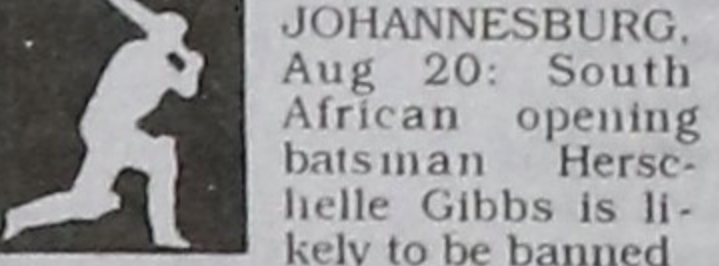 JOHANNESBURG,
Aug 20: South
African opening
batsman Hersc-
helle Gibbs is li-
kely to be banned